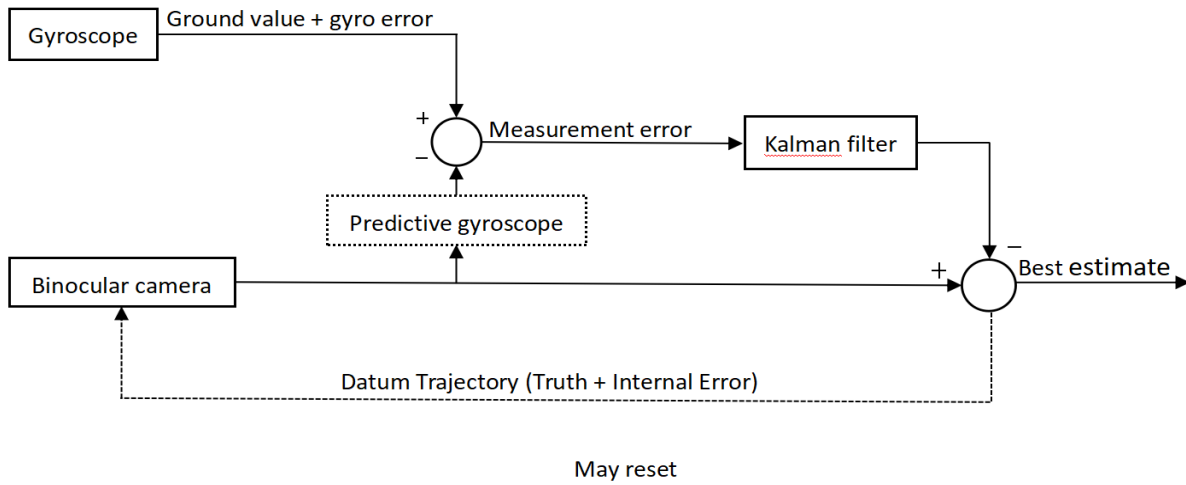 Ground value + gyro error
Gyroscope
+
Measurement error
Kalman filter
−
Predictive gyroscope
−
Best estimate
+
Binocular camera
Datum Trajectory (Truth + Internal Error)
May reset